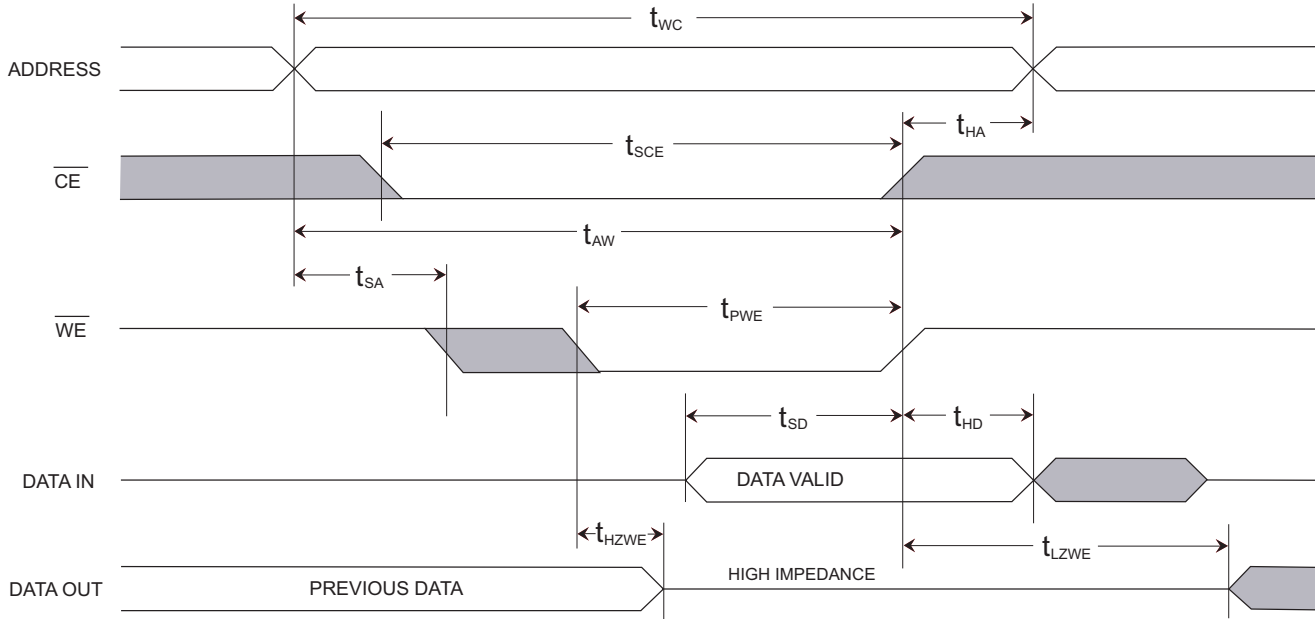 tWC
ADDRESS
tHA
tSCE
CE
tAW
tSA
tPWE
WE
tSD
tHD
DATA IN
DATA VALID
tHZWE
tLZWE
HIGH IMPEDANCE
DATA OUT
PREVIOUS DATA